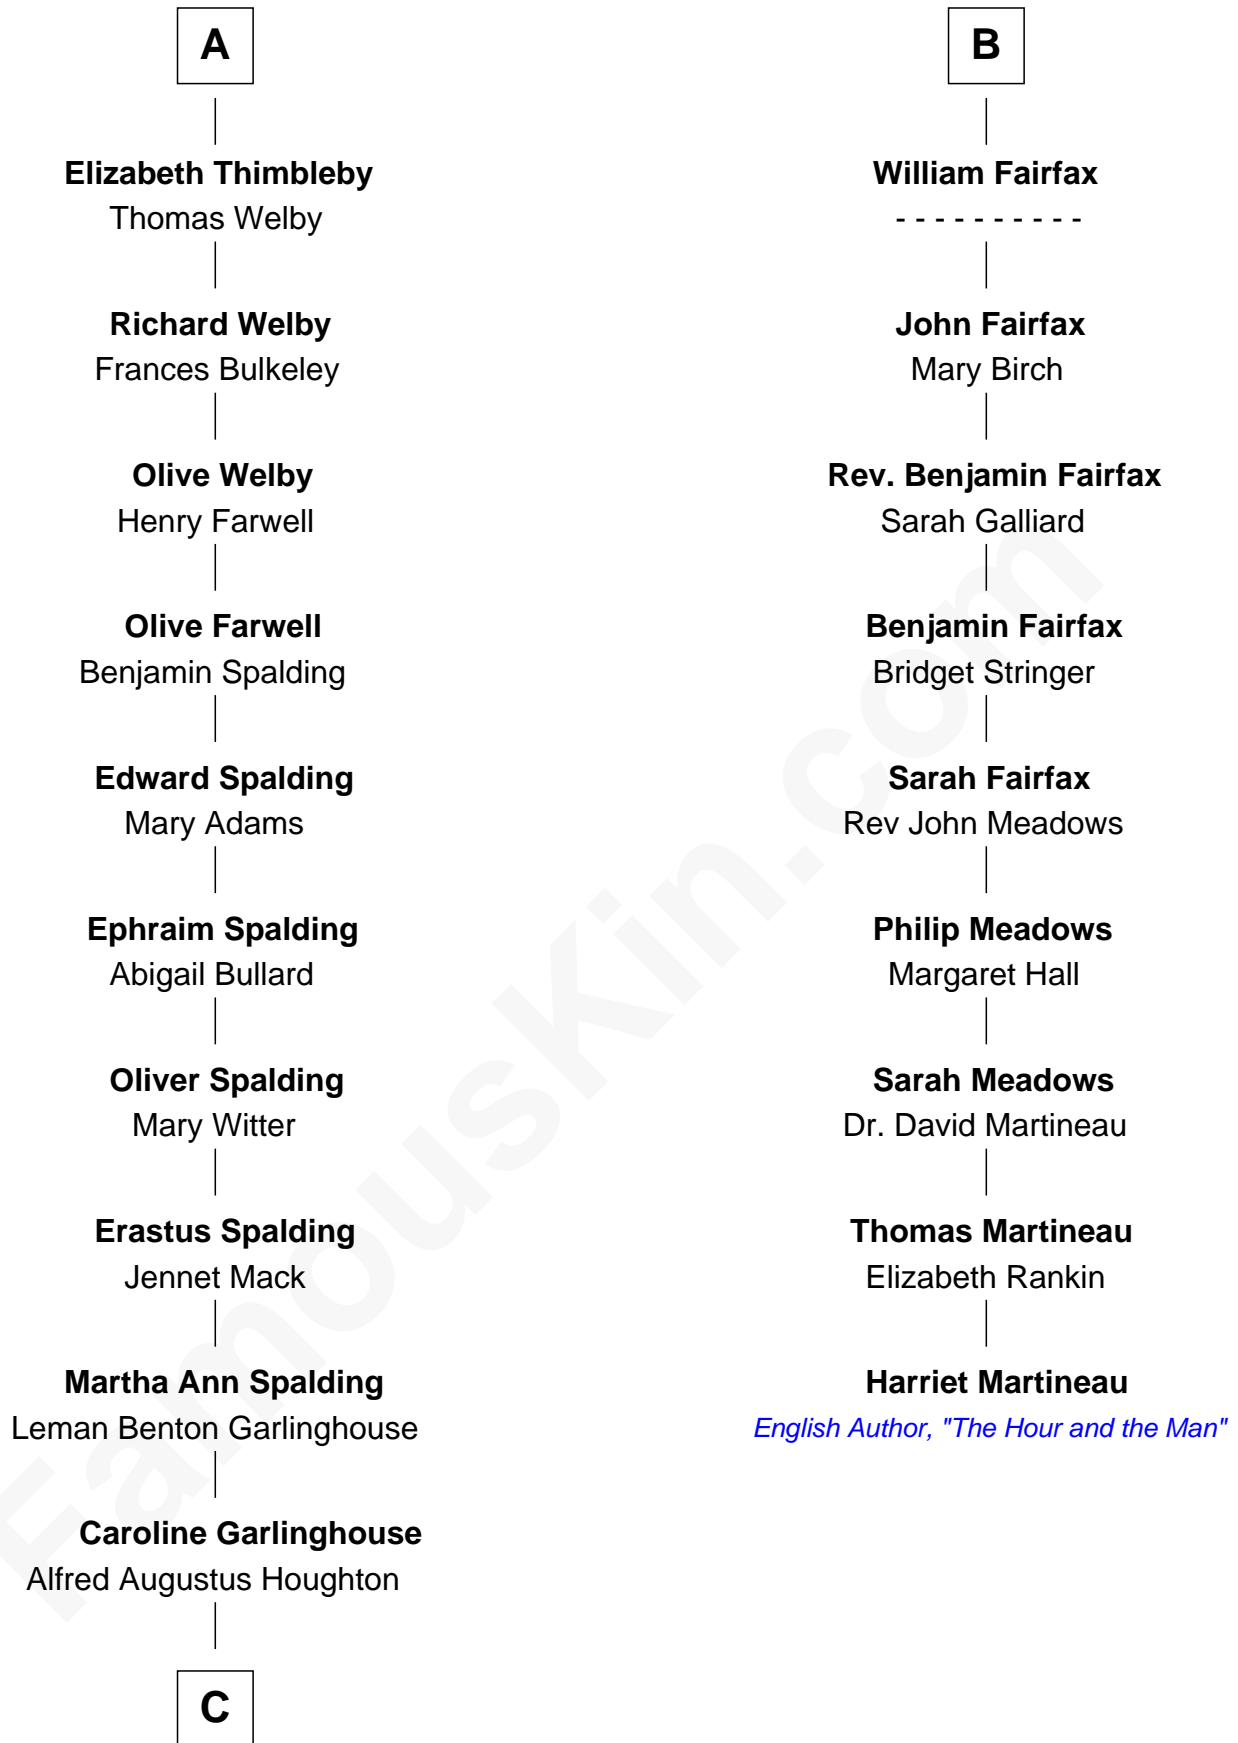 A
Elizabeth Thimbleby
Thomas Welby
Richard Welby
Frances Bulkeley
Olive Welby
Henry Farwell
Olive Farwell
Benjamin Spalding
Edward Spalding
Mary Adams
Ephraim Spalding
Abigail Bullard
Oliver Spalding
Mary Witter
Erastus Spalding
Jennet Mack
Martha Ann Spalding
Leman Benton Garlinghouse
Caroline Garlinghouse
Alfred Augustus Houghton
C
B
William Fairfax
- - - - - - - - - -
John Fairfax
Mary Birch
Rev. Benjamin Fairfax
Sarah Galliard
Benjamin Fairfax
Bridget Stringer
Sarah Fairfax
Rev John Meadows
Philip Meadows
Margaret Hall
Sarah Meadows
Dr. David Martineau
Thomas Martineau
Elizabeth Rankin
Harriet Martineau
English Author, "The Hour and the Man"
FamousKin.com